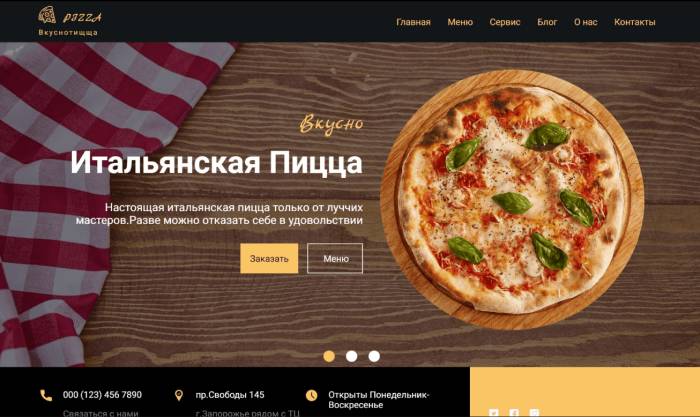 PIZZA
Вкуснотищща
Главная Меню Сервис Блог О нас Контакты
Вкусно
Итальянская Пицца
Настоящая итальянская пицца только от луччих
мастеров.Разве можно отказать себе в удовольствии
Заказать Меню
000 (123) 456 7890 пр.Свободы 145 Открыты Понедельник-
Воскресенье
Связаться с нами г.Запорожье рядом с ТЦ